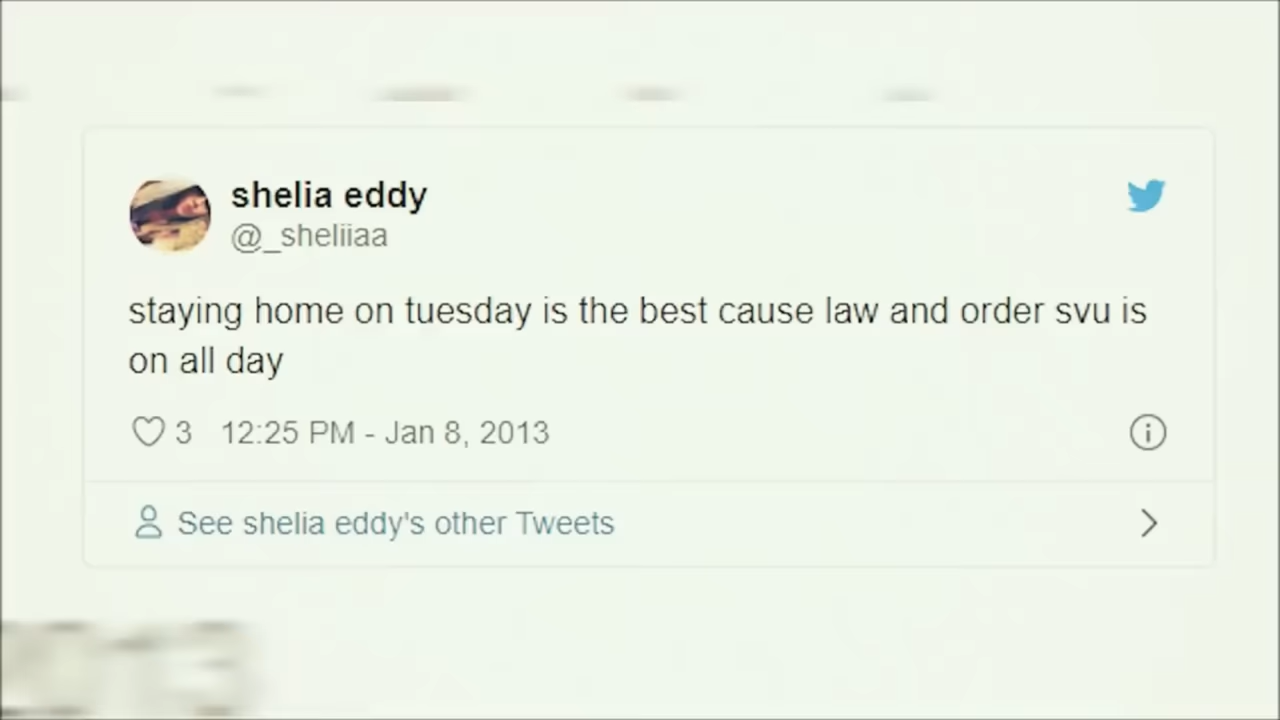 shelia eddy
@_sheliiaa
staying home on tuesday is the best cause law and order svu is
on all day
3 12:25 PM - Jan 8, 2013
See shelia eddy's other Tweets